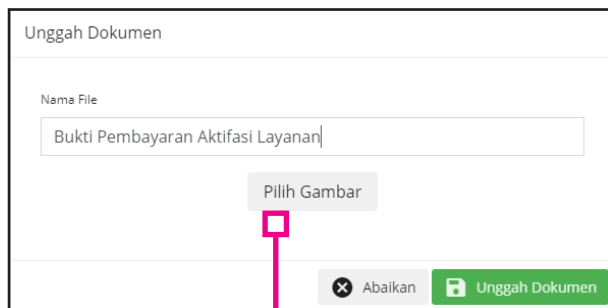 Unggah Dokumen
Nama File
Bukti Pembayaran Aktifasi Layanan
Pilih Gambar
Abaikan Unggah Dokumen